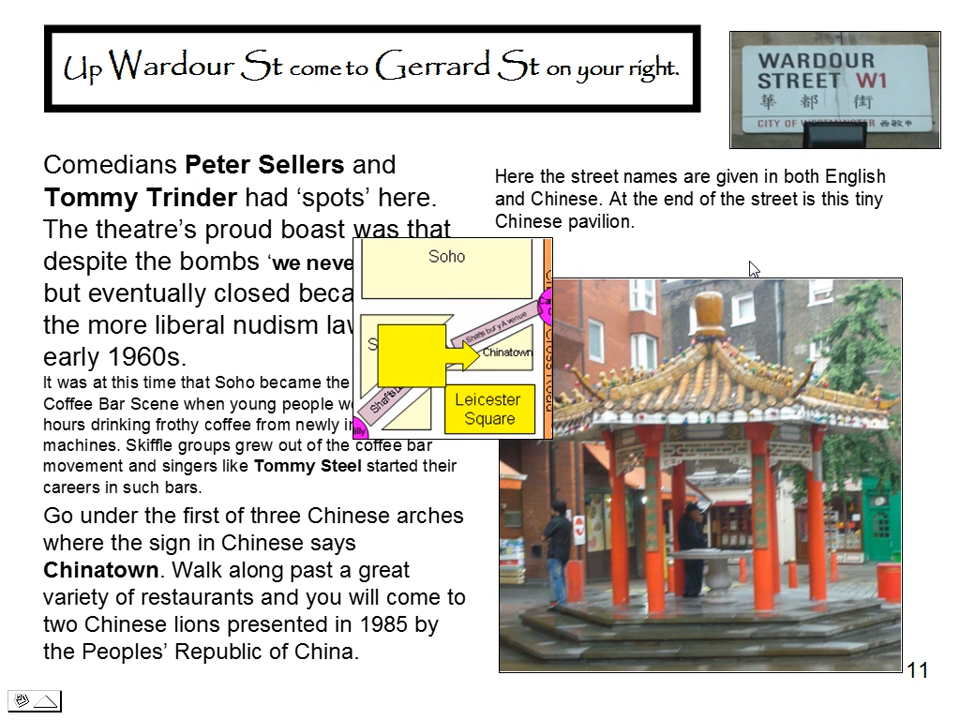 Up Wardour St come to Gerrard St on your right.
WARDOUR
STREET W1
華 都 街
CITY OF WESTMINSTER 西敏市
Comedians Peter Sellers and
Tommy Trinder had ‘spots’ here.
The theatre’s proud boast was that
despite the bombs ‘we neve
but eventually closed beca
the more liberal nudism la
early 1960s.
It was at this time that Soho became the
Coffee Bar Scene when young people w
hours drinking frothy coffee from newly i
machines. Skiffle groups grew out of the coffee bar
movement and singers like Tommy Steel started their
careers in such bars.
Go under the first of three Chinese arches
where the sign in Chinese says
Chinatown. Walk along past a great
variety of restaurants and you will come to
two Chinese lions presented in 1985 by
the Peoples’ Republic of China.
Here the street names are given in both English
and Chinese. At the end of the street is this tiny
Chinese pavilion.
Soho
Shaftsbury Avenue
Chinatown
Leicester
Square
Road
11